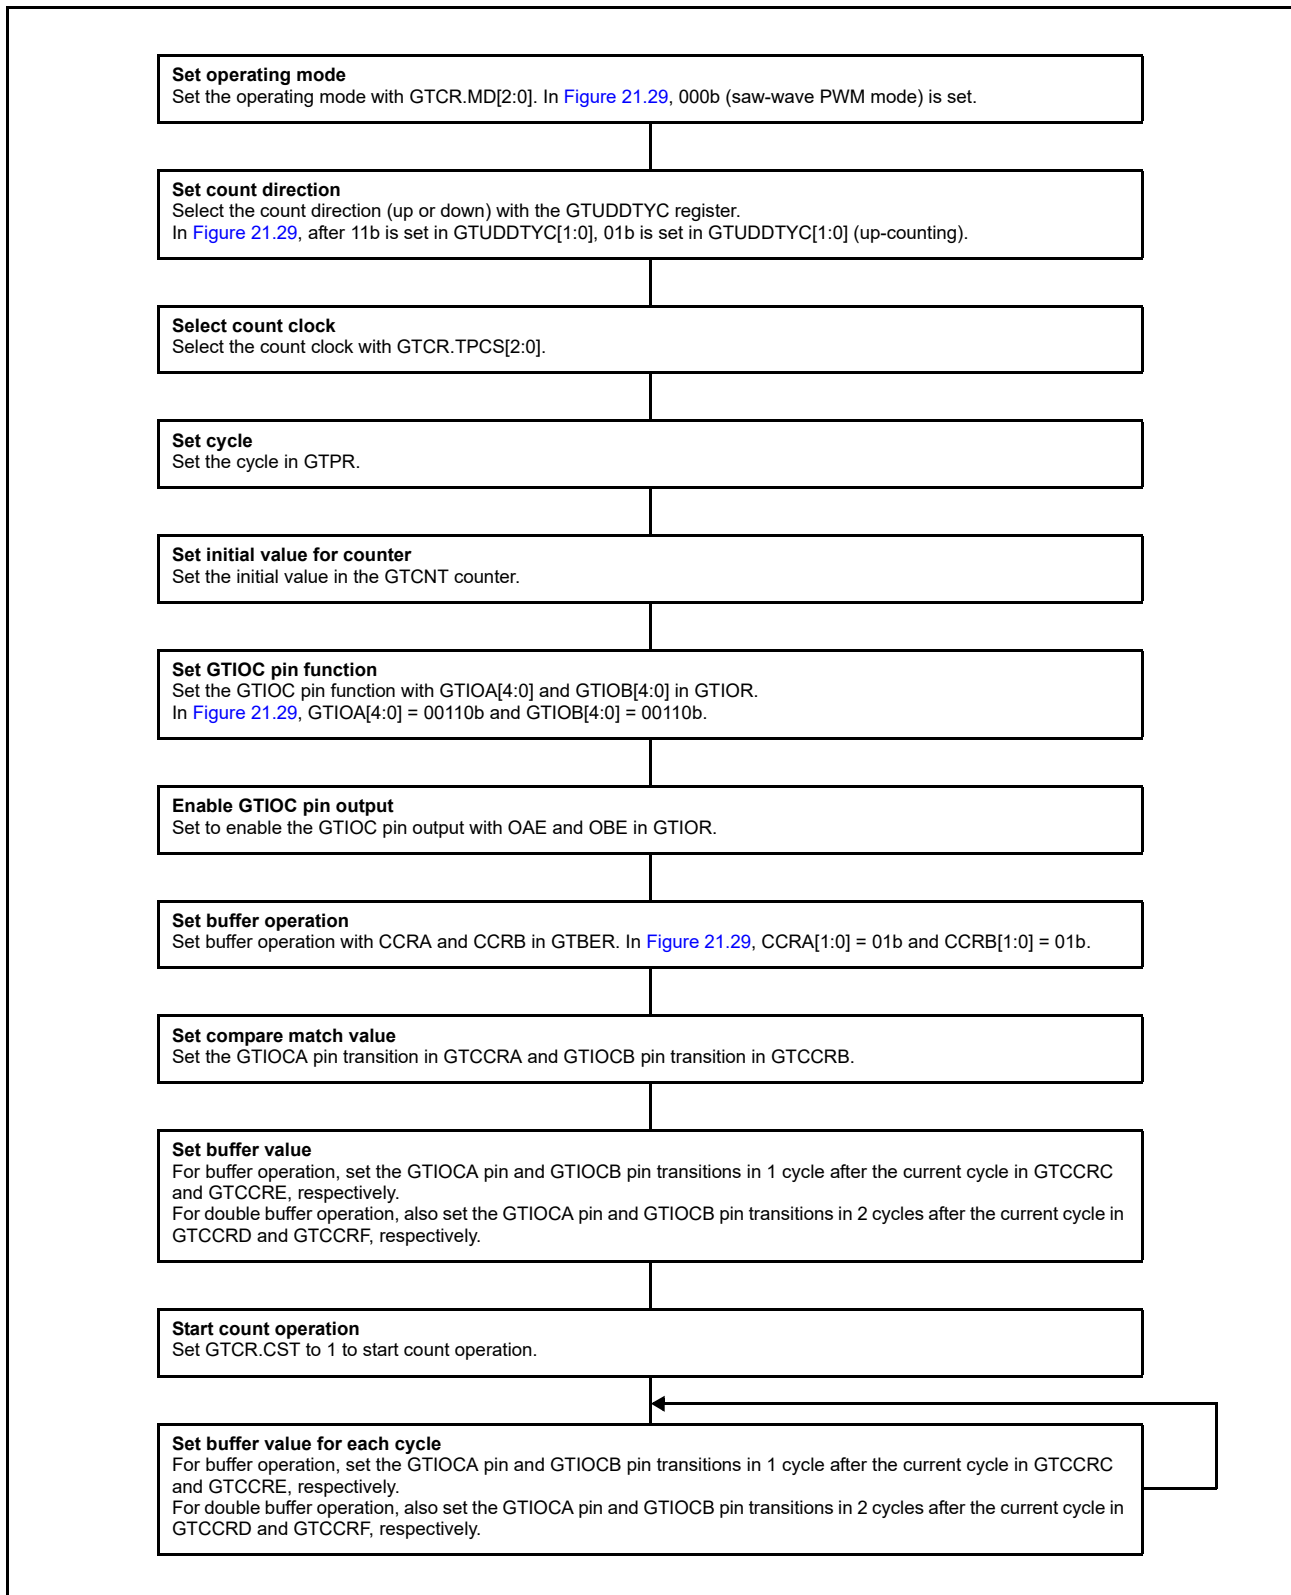 Set operating mode
Set the operating mode with GTCR.MD[2:0]. In Figure 21.29, 000b (saw-wave PWM mode) is set.
Set count direction
Select the count direction (up or down) with the GTUDDTYC register.
In Figure 21.29, after 11b is set in GTUDDTYC[1:0], 01b is set in GTUDDTYC[1:0] (up-counting).
Select count clock
Select the count clock with GTCR.TPCS[2:0].
Set cycle
Set the cycle in GTPR.
Set initial value for counter
Set the initial value in the GTCNT counter.
Set GTIOC pin function
Set the GTIOC pin function with GTIOA[4:0] and GTIOB[4:0] in GTIOR.
In Figure 21.29, GTIOA[4:0] = 00110b and GTIOB[4:0] = 00110b.
Enable GTIOC pin output
Set to enable the GTIOC pin output with OAE and OBE in GTIOR.
Set buffer operation
Set buffer operation with CCRA and CCRB in GTBER. In Figure 21.29, CCRA[1:0] = 01b and CCRB[1:0] = 01b.
Set compare match value
Set the GTIOCA pin transition in GTCCRA and GTIOCB pin transition in GTCCRB.
Set buffer value
For buffer operation, set the GTIOCA pin and GTIOCB pin transitions in 1 cycle after the current cycle in GTCCRC
and GTCCRE, respectively.
For double buffer operation, also set the GTIOCA pin and GTIOCB pin transitions in 2 cycles after the current cycle in
GTCCRD and GTCCRF, respectively.
Start count operation
Set GTCR.CST to 1 to start count operation.
Set buffer value for each cycle
For buffer operation, set the GTIOCA pin and GTIOCB pin transitions in 1 cycle after the current cycle in GTCCRC
and GTCCRE, respectively.
For double buffer operation, also set the GTIOCA pin and GTIOCB pin transitions in 2 cycles after the current cycle in
GTCCRD and GTCCRF, respectively.